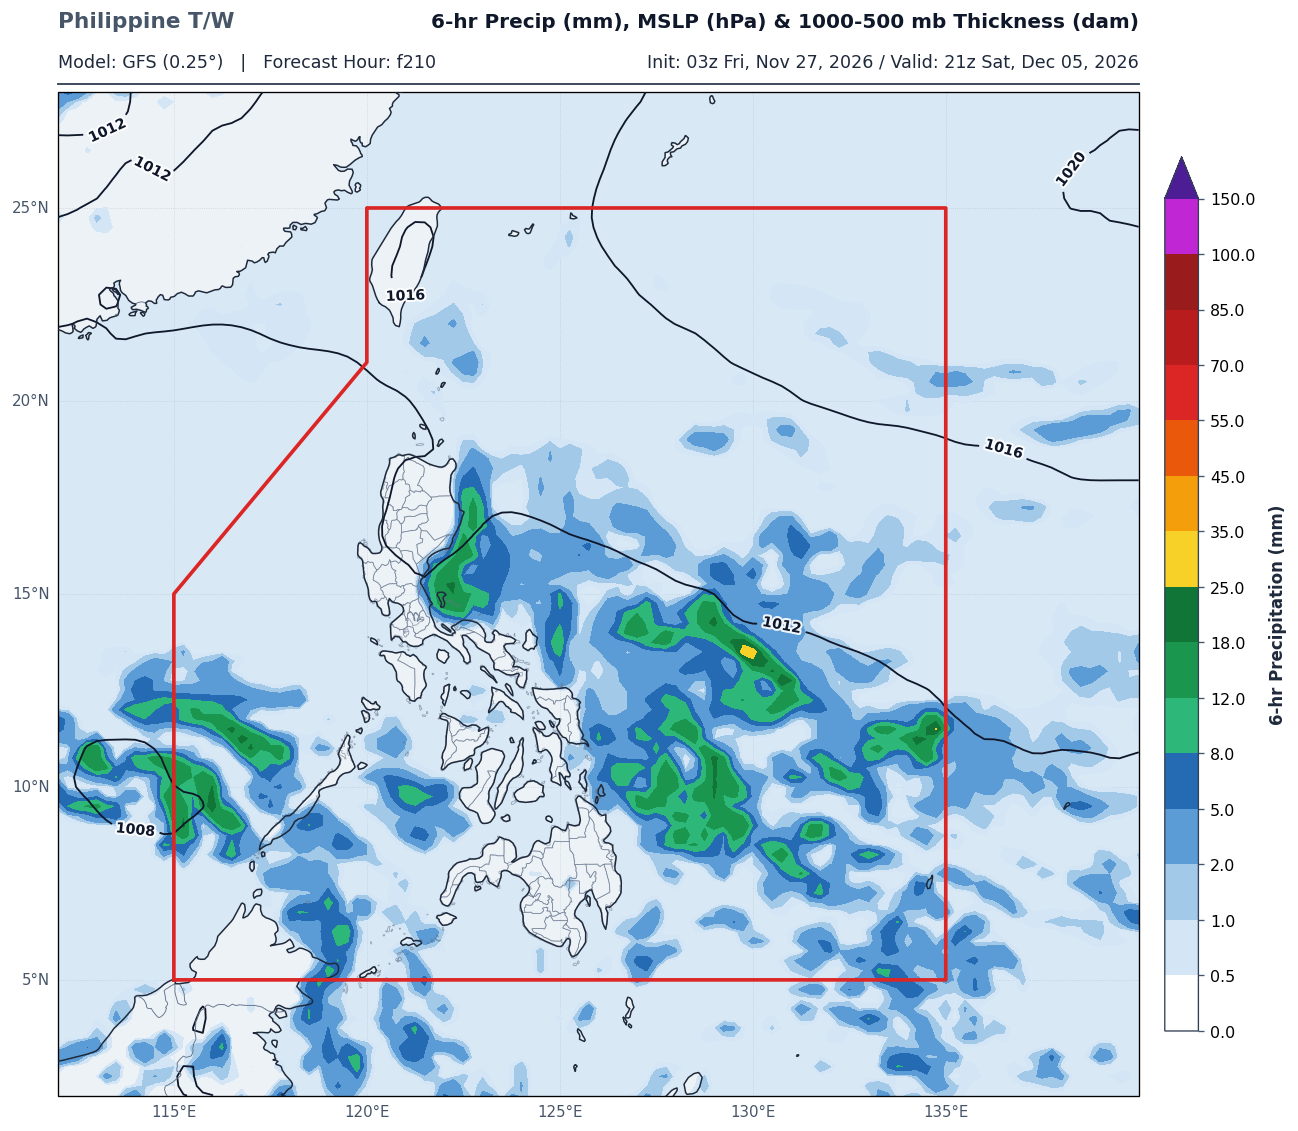 Philippine T/W
6-hr Precip (mm), MSLP (hPa) & 1000-500 mb Thickness (dam)
Model: GFS (0.25°) | Forecast Hour: f210
Init: 03z Fri, Nov 27, 2026 / Valid: 21z Sat, Dec 05, 2026
1012
1012
1020
1016
1016
1012
1008
25°N
20°N
15°N
10°N
5°N
115°E
120°E
125°E
130°E
135°E
150.0
100.0
85.0
70.0
55.0
45.0
35.0
25.0
18.0
12.0
8.0
5.0
2.0
1.0
0.5
0.0
6-hr Precipitation (mm)